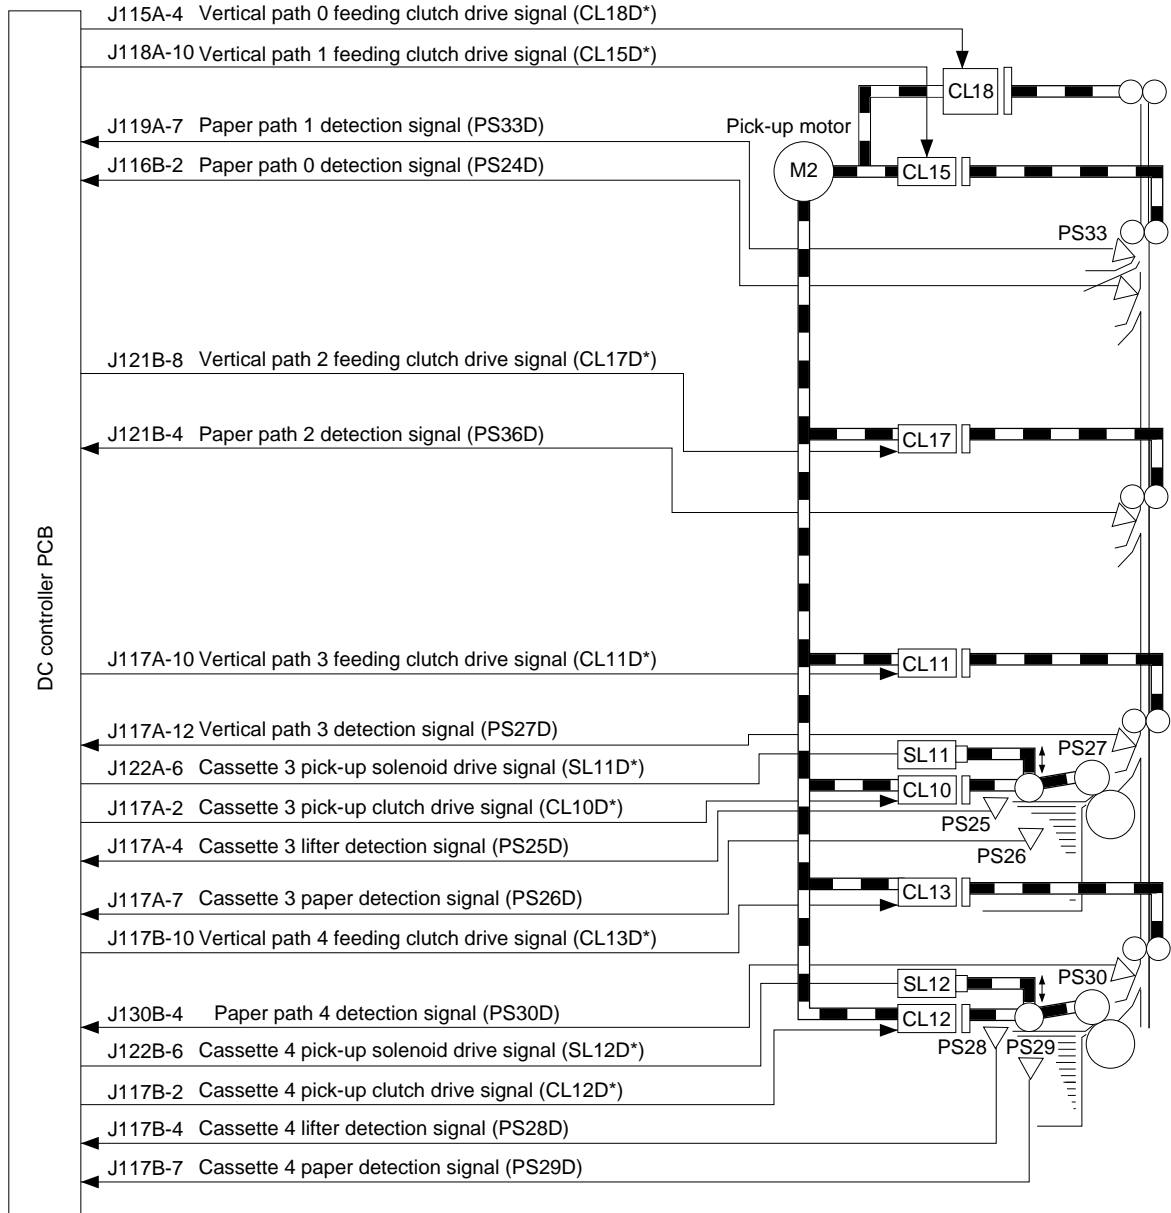 J115A-4 Vertical path 0 feeding clutch drive signal (CL18D*)
J118A-10 Vertical path 1 feeding clutch drive signal (CL15D*)
CL18
J119A-7 Paper path 1 detection signal (PS33D)
Pick-up motor
J116B-2 Paper path 0 detection signal (PS24D)
M2
CL15
PS33
J121B-8 Vertical path 2 feeding clutch drive signal (CL17D*)
J121B-4 Paper path 2 detection signal (PS36D)
CL17
DC controller PCB
J117A-10 Vertical path 3 feeding clutch drive signal (CL11D*)
CL11
J117A-12 Vertical path 3 detection signal (PS27D)
PS27
SL11
J122A-6 Cassette 3 pick-up solenoid drive signal (SL11D*)
CL10
J117A-2 Cassette 3 pick-up clutch drive signal (CL10D*)
PS25
J117A-4 Cassette 3 lifter detection signal (PS25D)
PS26
J117A-7 Cassette 3 paper detection signal (PS26D)
CL13
J117B-10 Vertical path 4 feeding clutch drive signal (CL13D*)
PS30
SL12
J130B-4 Paper path 4 detection signal (PS30D)
CL12
J122B-6 Cassette 4 pick-up solenoid drive signal (SL12D*)
PS28 PS29
J117B-2 Cassette 4 pick-up clutch drive signal (CL12D*)
J117B-4 Cassette 4 lifter detection signal (PS28D)
J117B-7 Cassette 4 paper detection signal (PS29D)